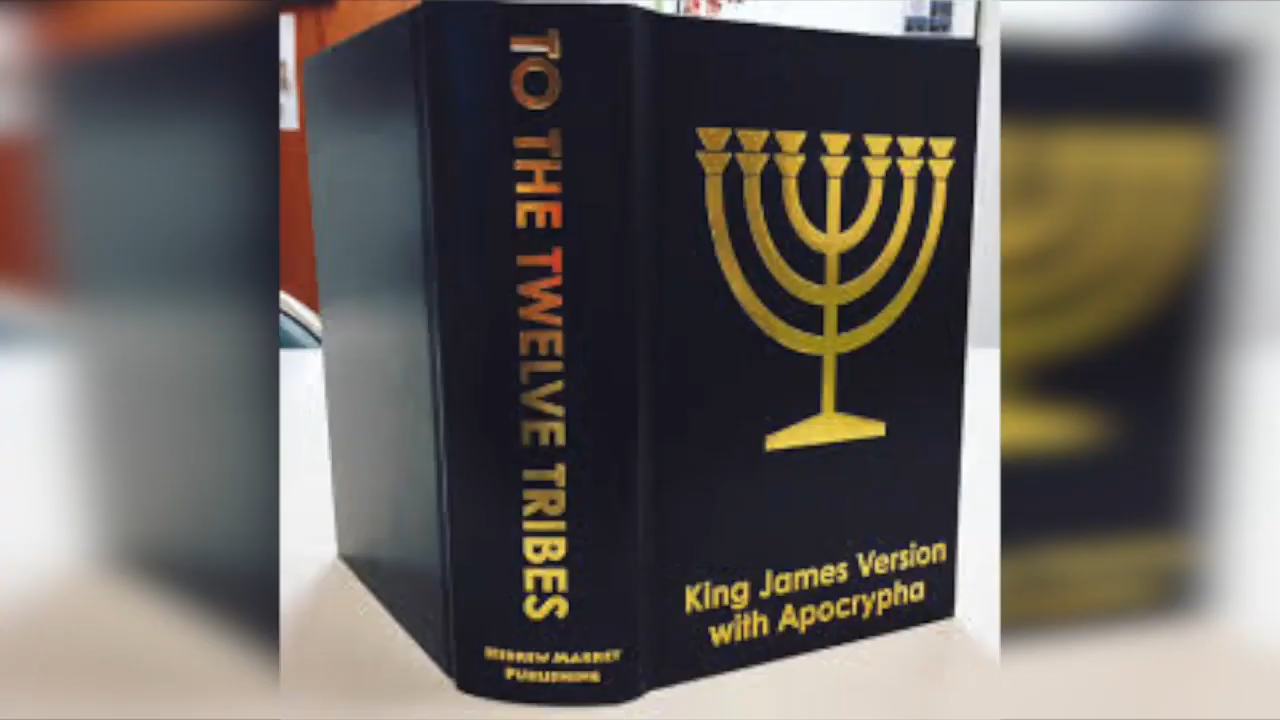 TO THE TWELVE TRIBES
HEBREW MARKET
PUBLISHING
King James Version
with Apocrypha